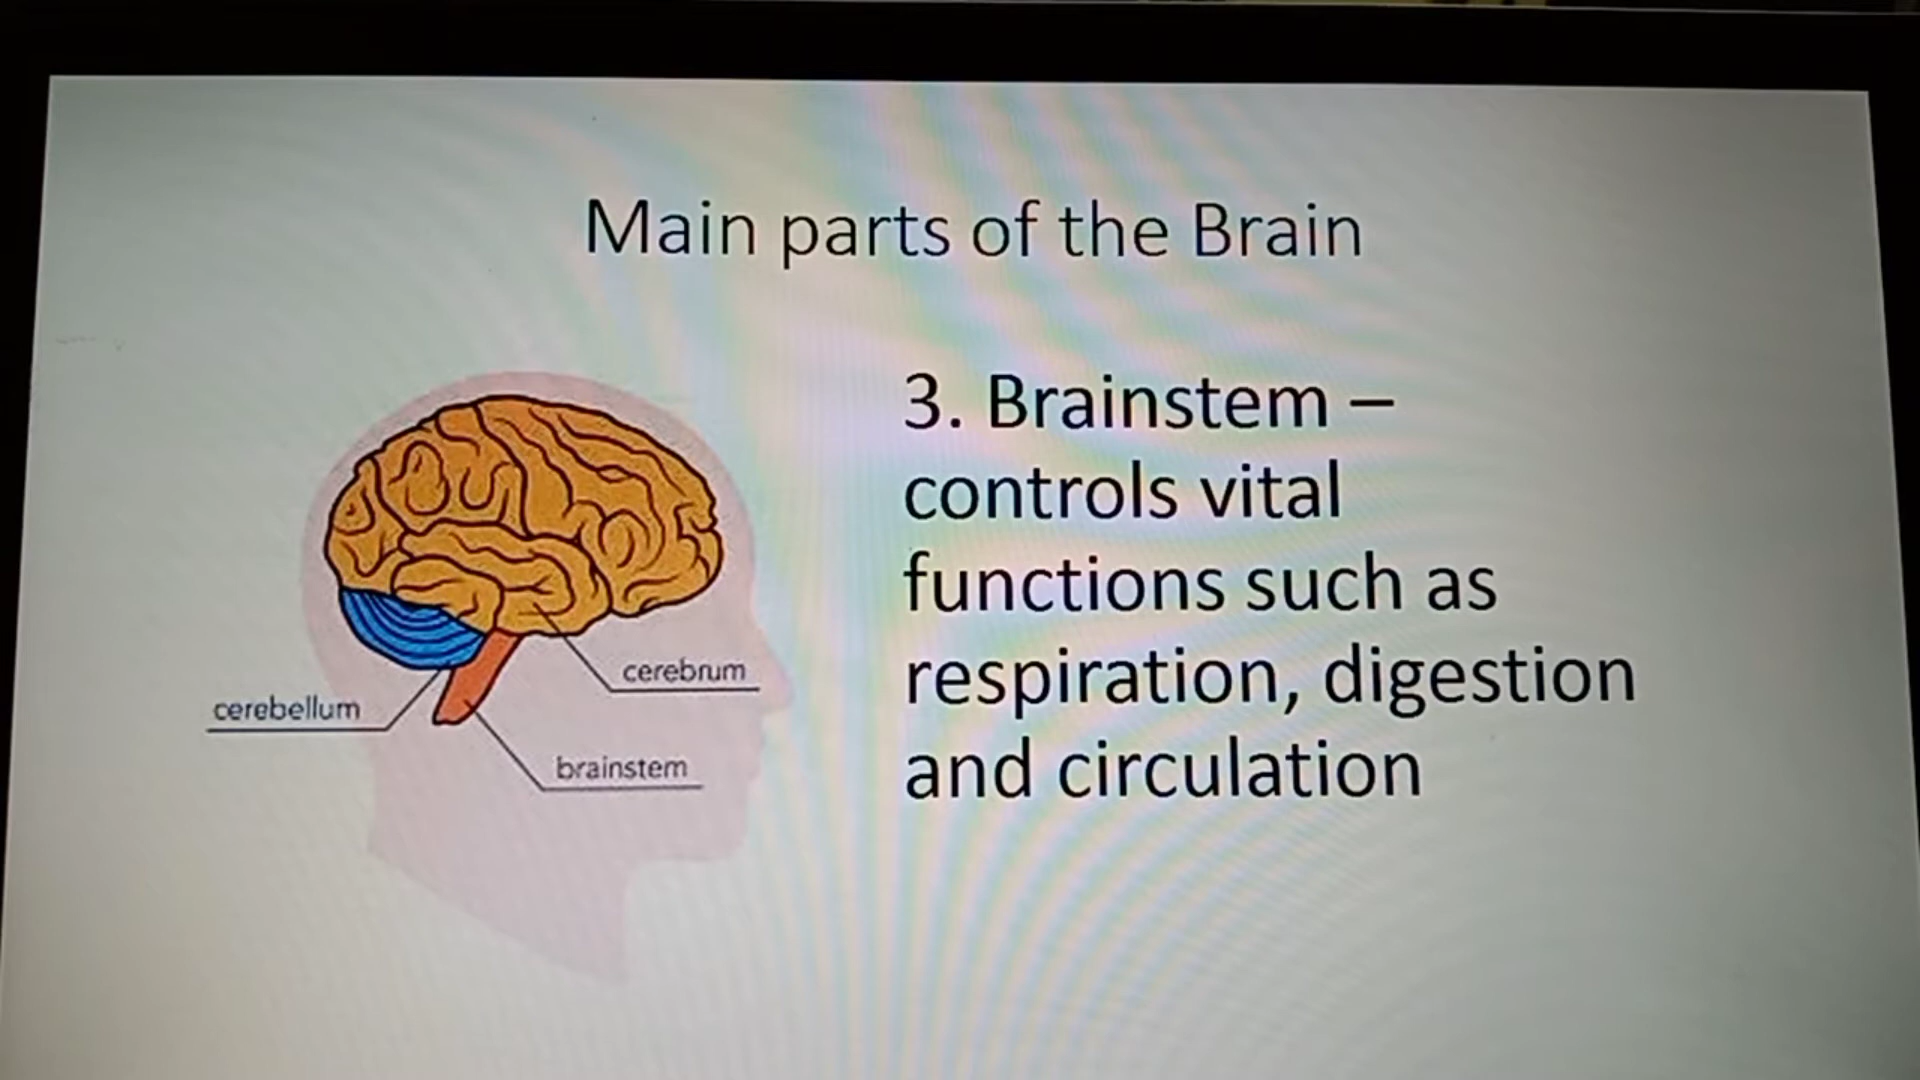 Main parts of the Brain
3. Brainstem –
controls vital
functions such as
respiration, digestion
and circulation
cerebrum
cerebellum
brainstem